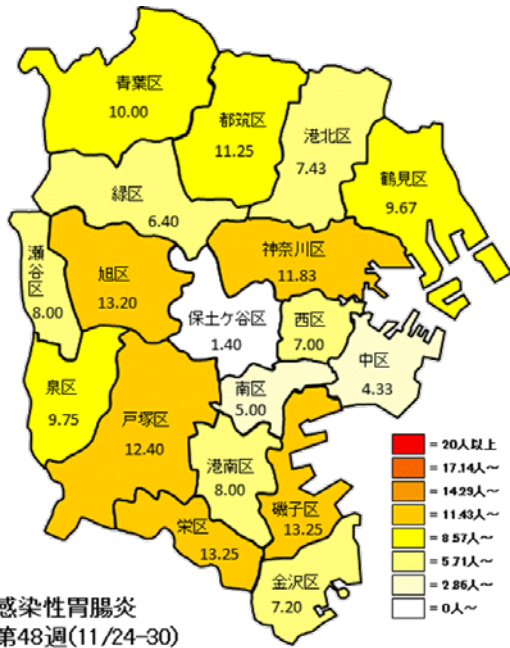 青葉区
10.00
都筑区
11.25
港北区
7.43
鶴見区
9.67
緑区
6.40
瀬谷区
8.00
旭区
13.20
神奈川区
11.83
保土ケ谷区
1.40
西区
7.00
中区
4.33
泉区
9.75
戸塚区
12.40
南区
5.00
港南区
8.00
磯子区
13.25
栄区
13.25
金沢区
7.20
= 20人以上
= 17.14人～
= 14.29人～
= 11.43人～
= 8.57人～
= 5.71人～
= 2.86人～
= 0人～
感染性胃腸炎
第48週(11/24-30)